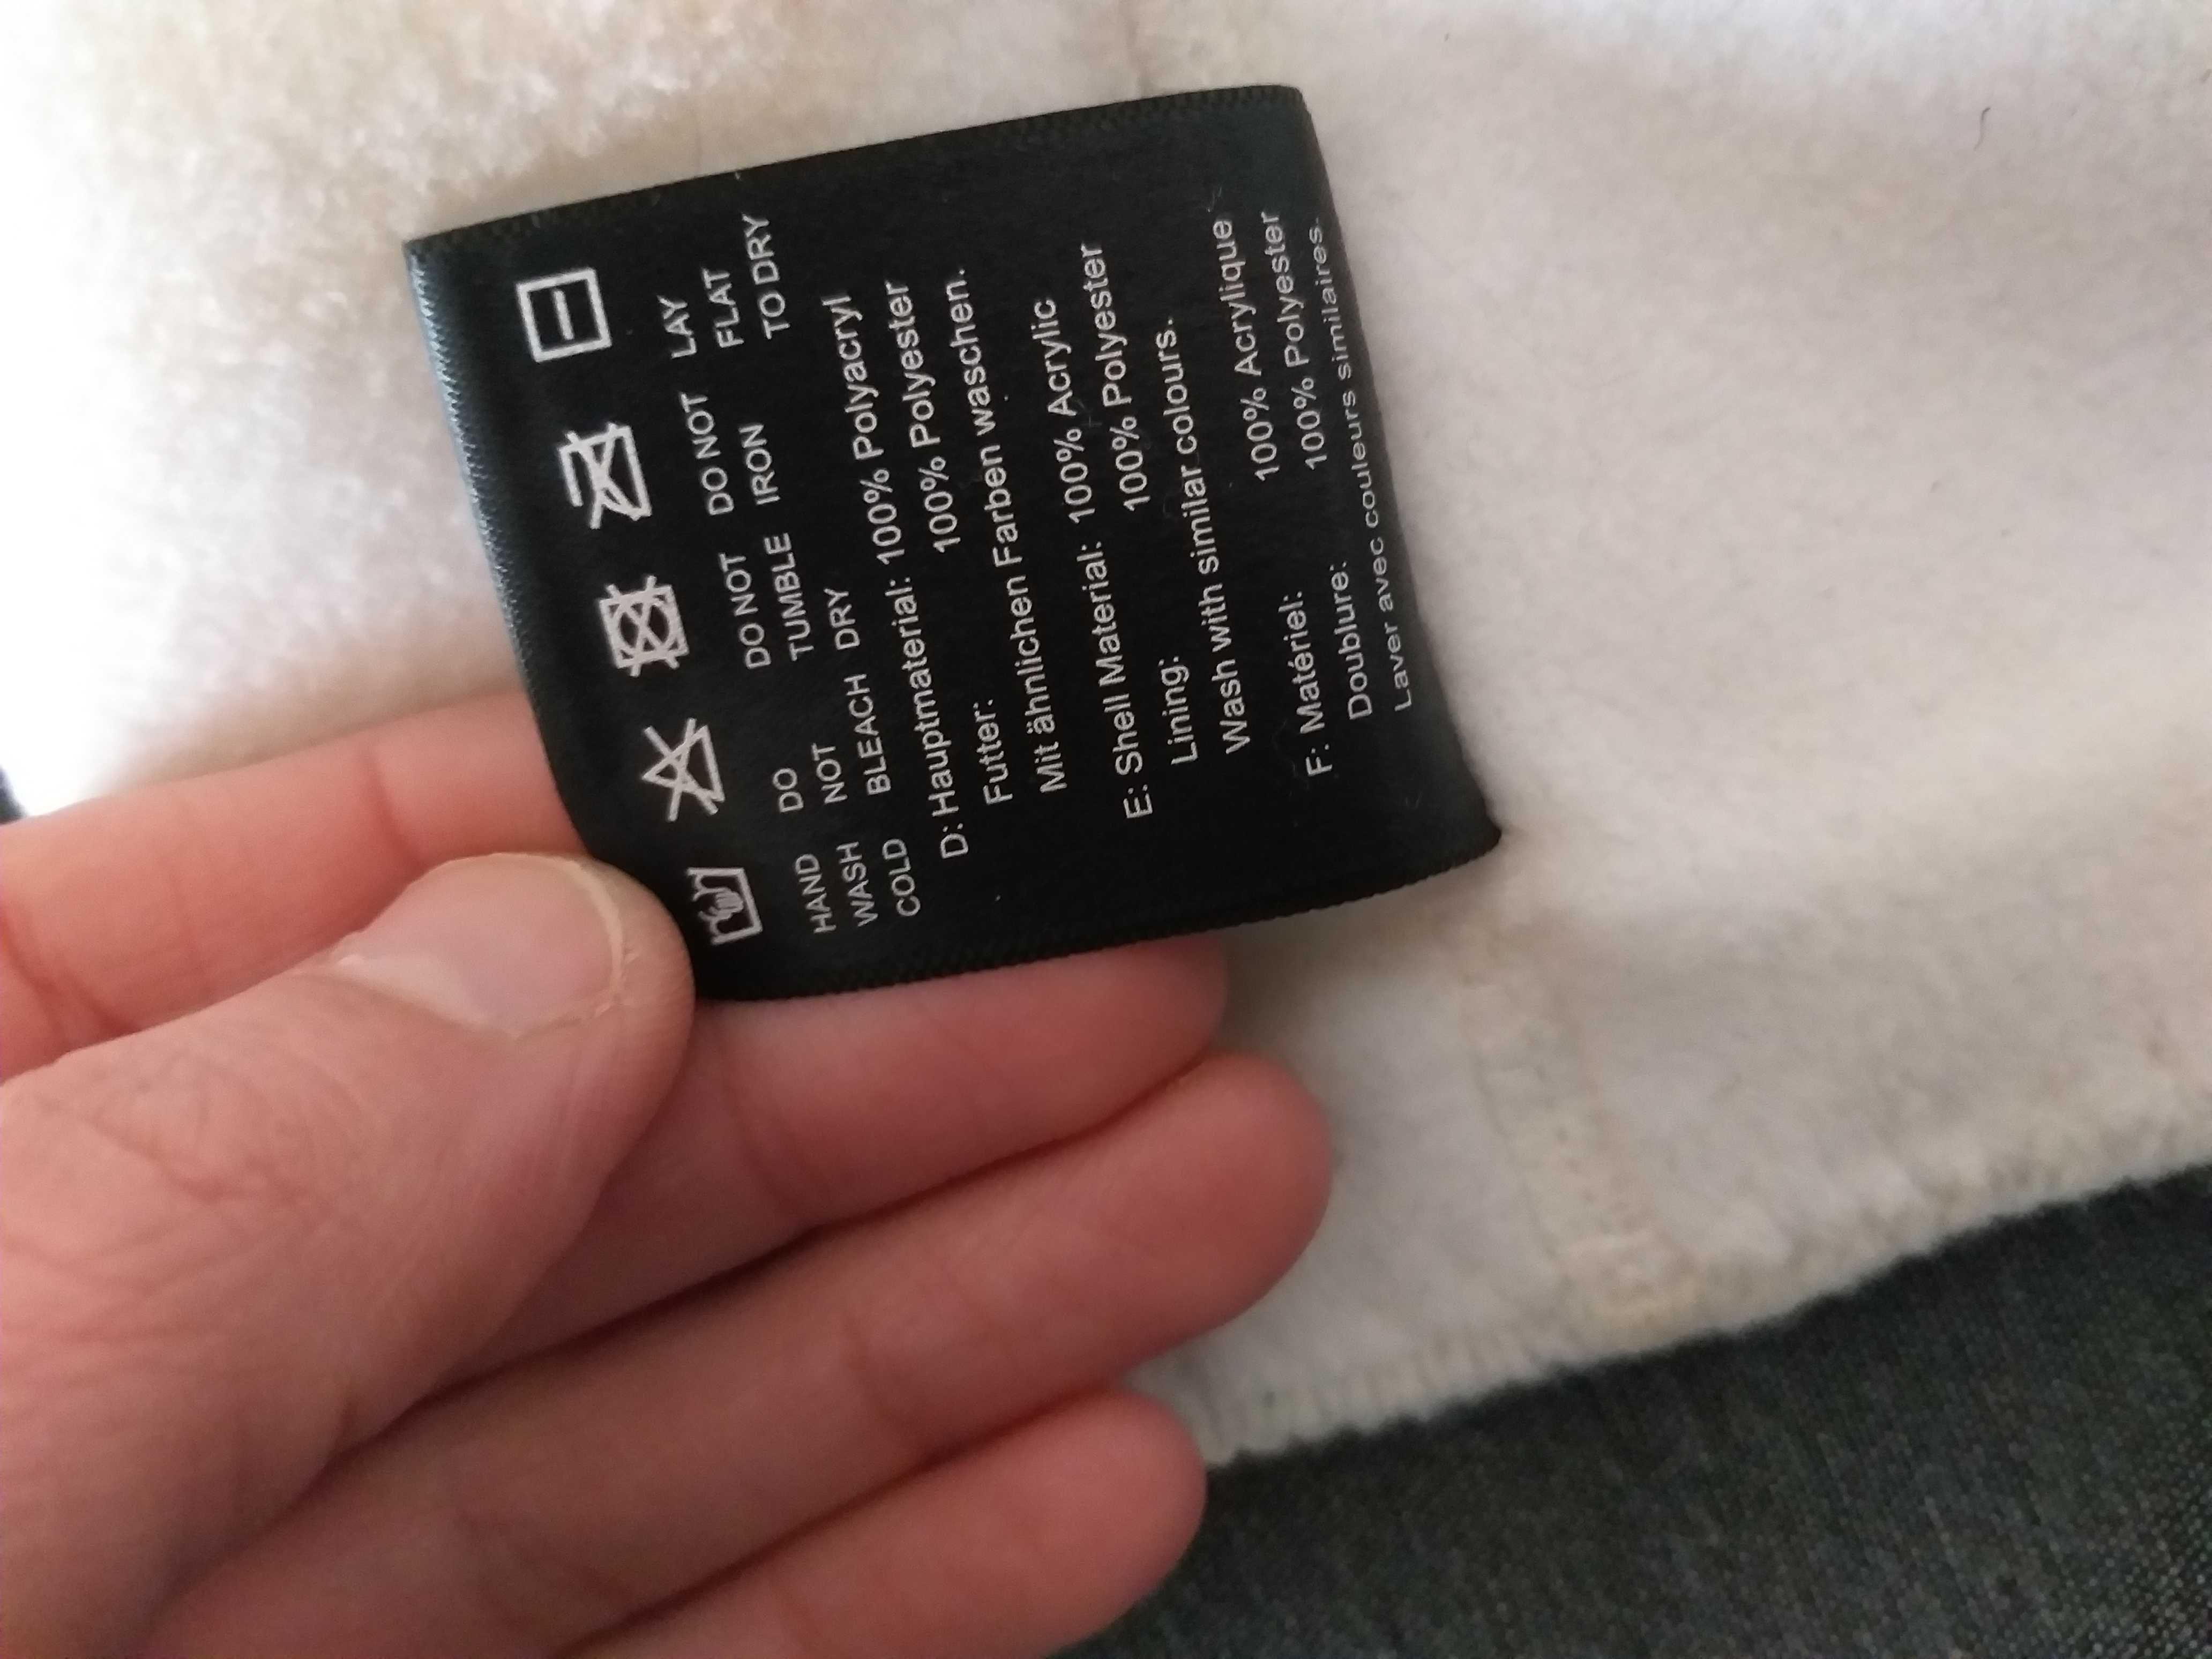 HAND WASH COLD
DO NOT BLEACH
DO NOT TUMBLE DRY
DO NOT IRON
LAY FLAT TO DRY
D: Hauptmaterial: 100% Polyacryl
Futter: 100% Polyester
Mit ähnlichen Farben waschen.
E: Shell Material: 100% Acrylic
Lining: 100% Polyester
Wash with similar colours.
F: Matériel: 100% Acrylique
Doublure: 100% Polyester
Laver avec couleurs similaires.